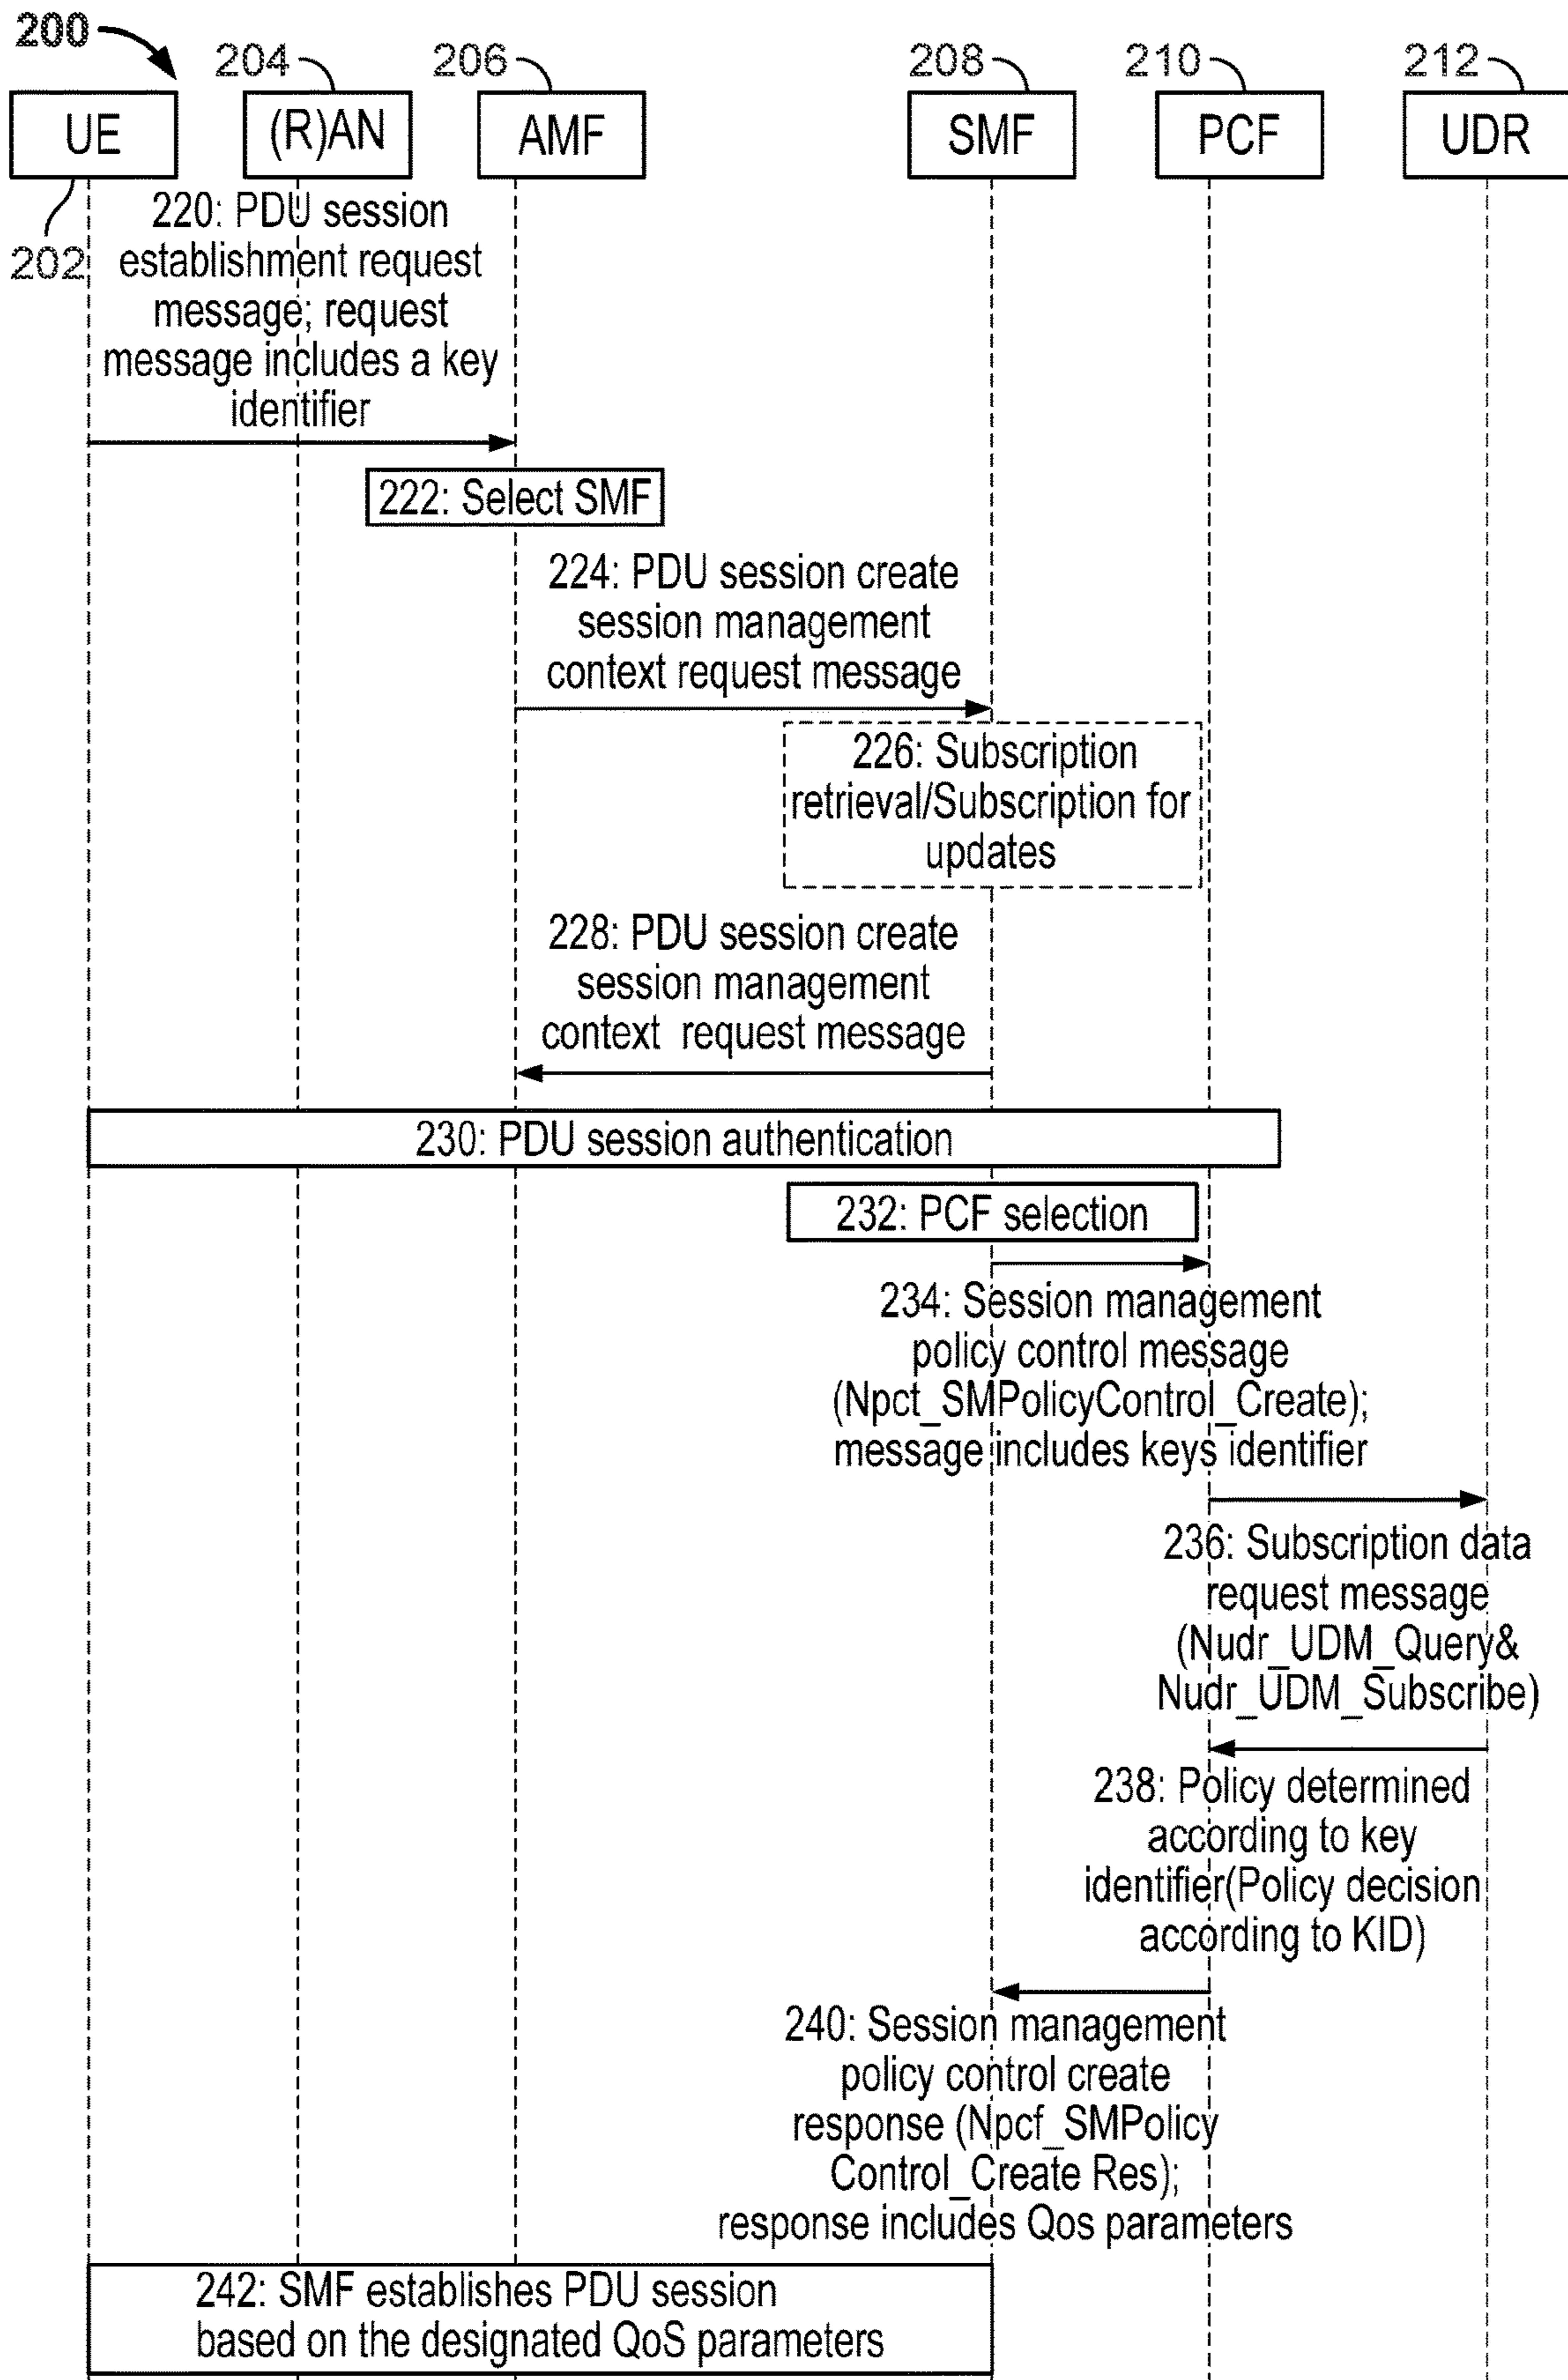 200
204
206
208
210
212
UE
(R)AN
AMF
SMF
PCF
UDR
202
220: PDU session
establishment request
message; request
message includes a key
identifier
222: Select SMF
224: PDU session create
session management
context request message
226: Subscription
retrieval/Subscription for
updates
228: PDU session create
session management
context request message
230: PDU session authentication
232: PCF selection
234: Session management
policy control message
(Npct_SMPolicyControl_Create);
message includes keys identifier
236: Subscription data
request message
(Nudr_UDM_Query&
Nudr_UDM_Subscribe)
238: Policy determined
according to key
identifier(Policy decision
according to KID)
240: Session management
policy control create
response (Npcf_SMPolicy
Control_Create Res);
response includes Qos parameters
242: SMF establishes PDU session
based on the designated QoS parameters